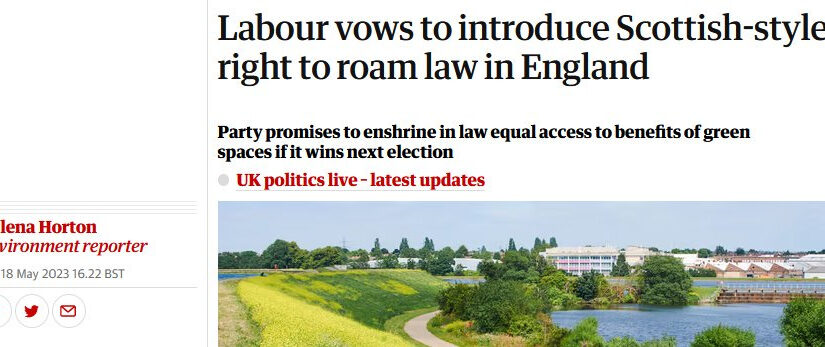 Labour vows to introduce Scottish-style
right to roam law in England
Party promises to enshrine in law equal access to benefits of green
spaces if it wins next election
UK politics live – latest updates
lena Horton
vironment reporter
18 May 2023 16.22 BST